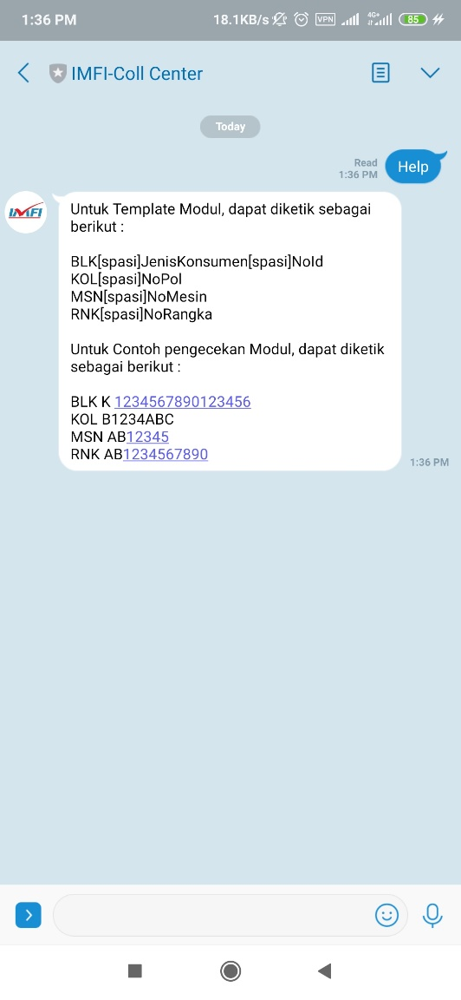 1:36 PM
18.1KB/s
VPN
4G+
85
IMFI-Coll Center
Today
Read
1:36 PM
Help
IMFI
Untuk Template Modul, dapat diketik sebagai
berikut :
BLK[spasi]JenisKonsumen[spasi]NoId
KOL[spasi]NoPol
MSN[spasi]NoMesin
RNK[spasi]NoRangka
Untuk Contoh pengecekan Modul, dapat diketik
sebagai berikut :
BLK K 1234567890123456
KOL B1234ABC
MSN AB12345
RNK AB1234567890
1:36 PM